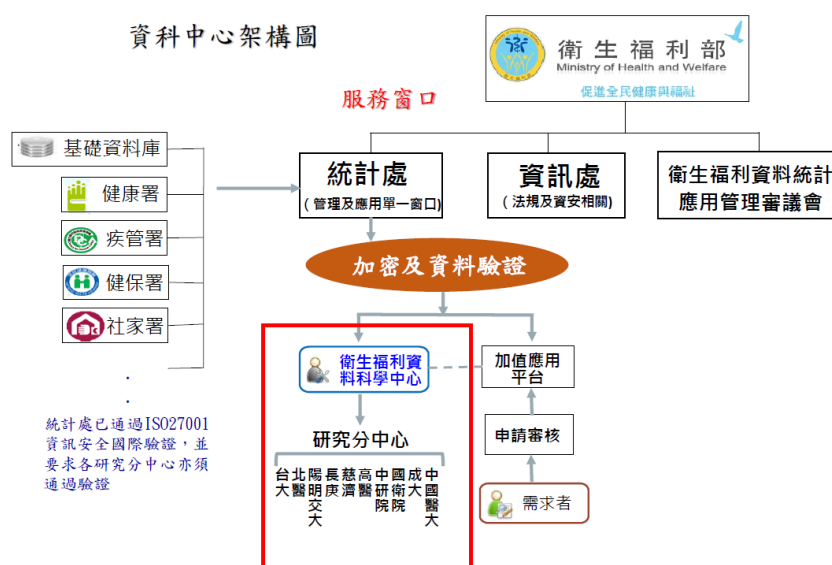 資科中心架構圖
衛生福利部
Ministry of Health and Welfare
促進全民健康與福祉
服務窗口
基礎資料庫
健康署
疾管署
健保署
社家署
.
.
統計處已通過ISO27001
資訊安全國際驗證，並
要求各研究分中心亦須
通過驗證
統計處
(管理及應用單一窗口)
資訊處
(法規及資安相關)
衛生福利資料統計
應用管理審議會
加密及資料驗證
衛生福利資
料科學中心
加值應用
平台
研究分中心
申請審核
需求者
台大
北醫
陽明交大
長庚
慈濟
高醫
中研院
國衛院
成大
中國醫大